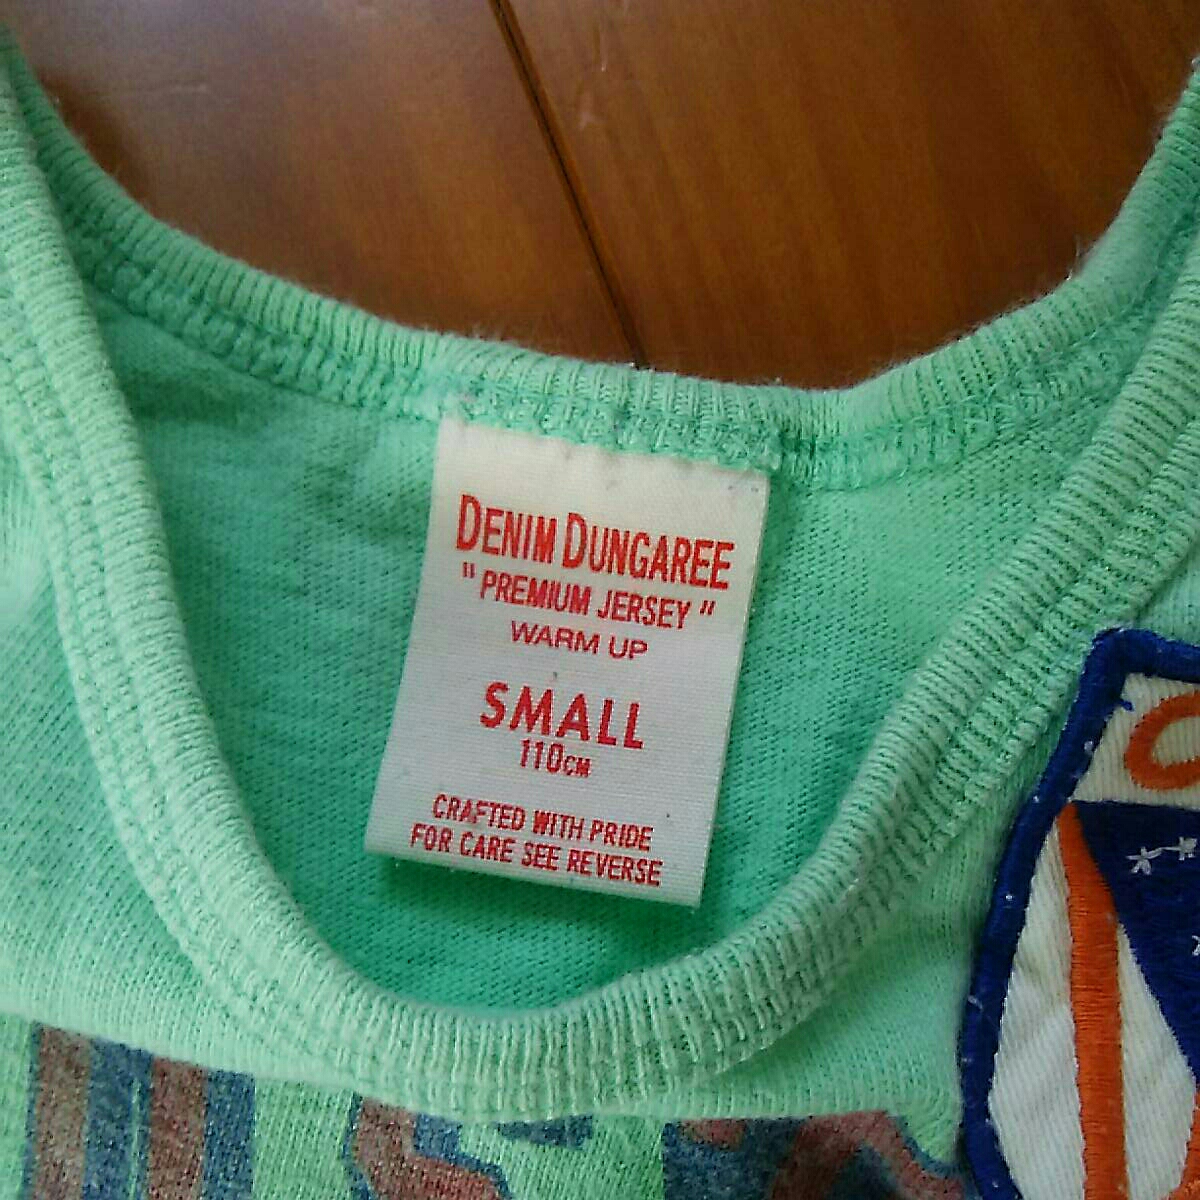 DENIM DUNGAREE
" PREMIUM JERSEY "
WARM UP
SMALL
110CM
CRAFTED WITH PRIDE
FOR CARE SEE REVERSE